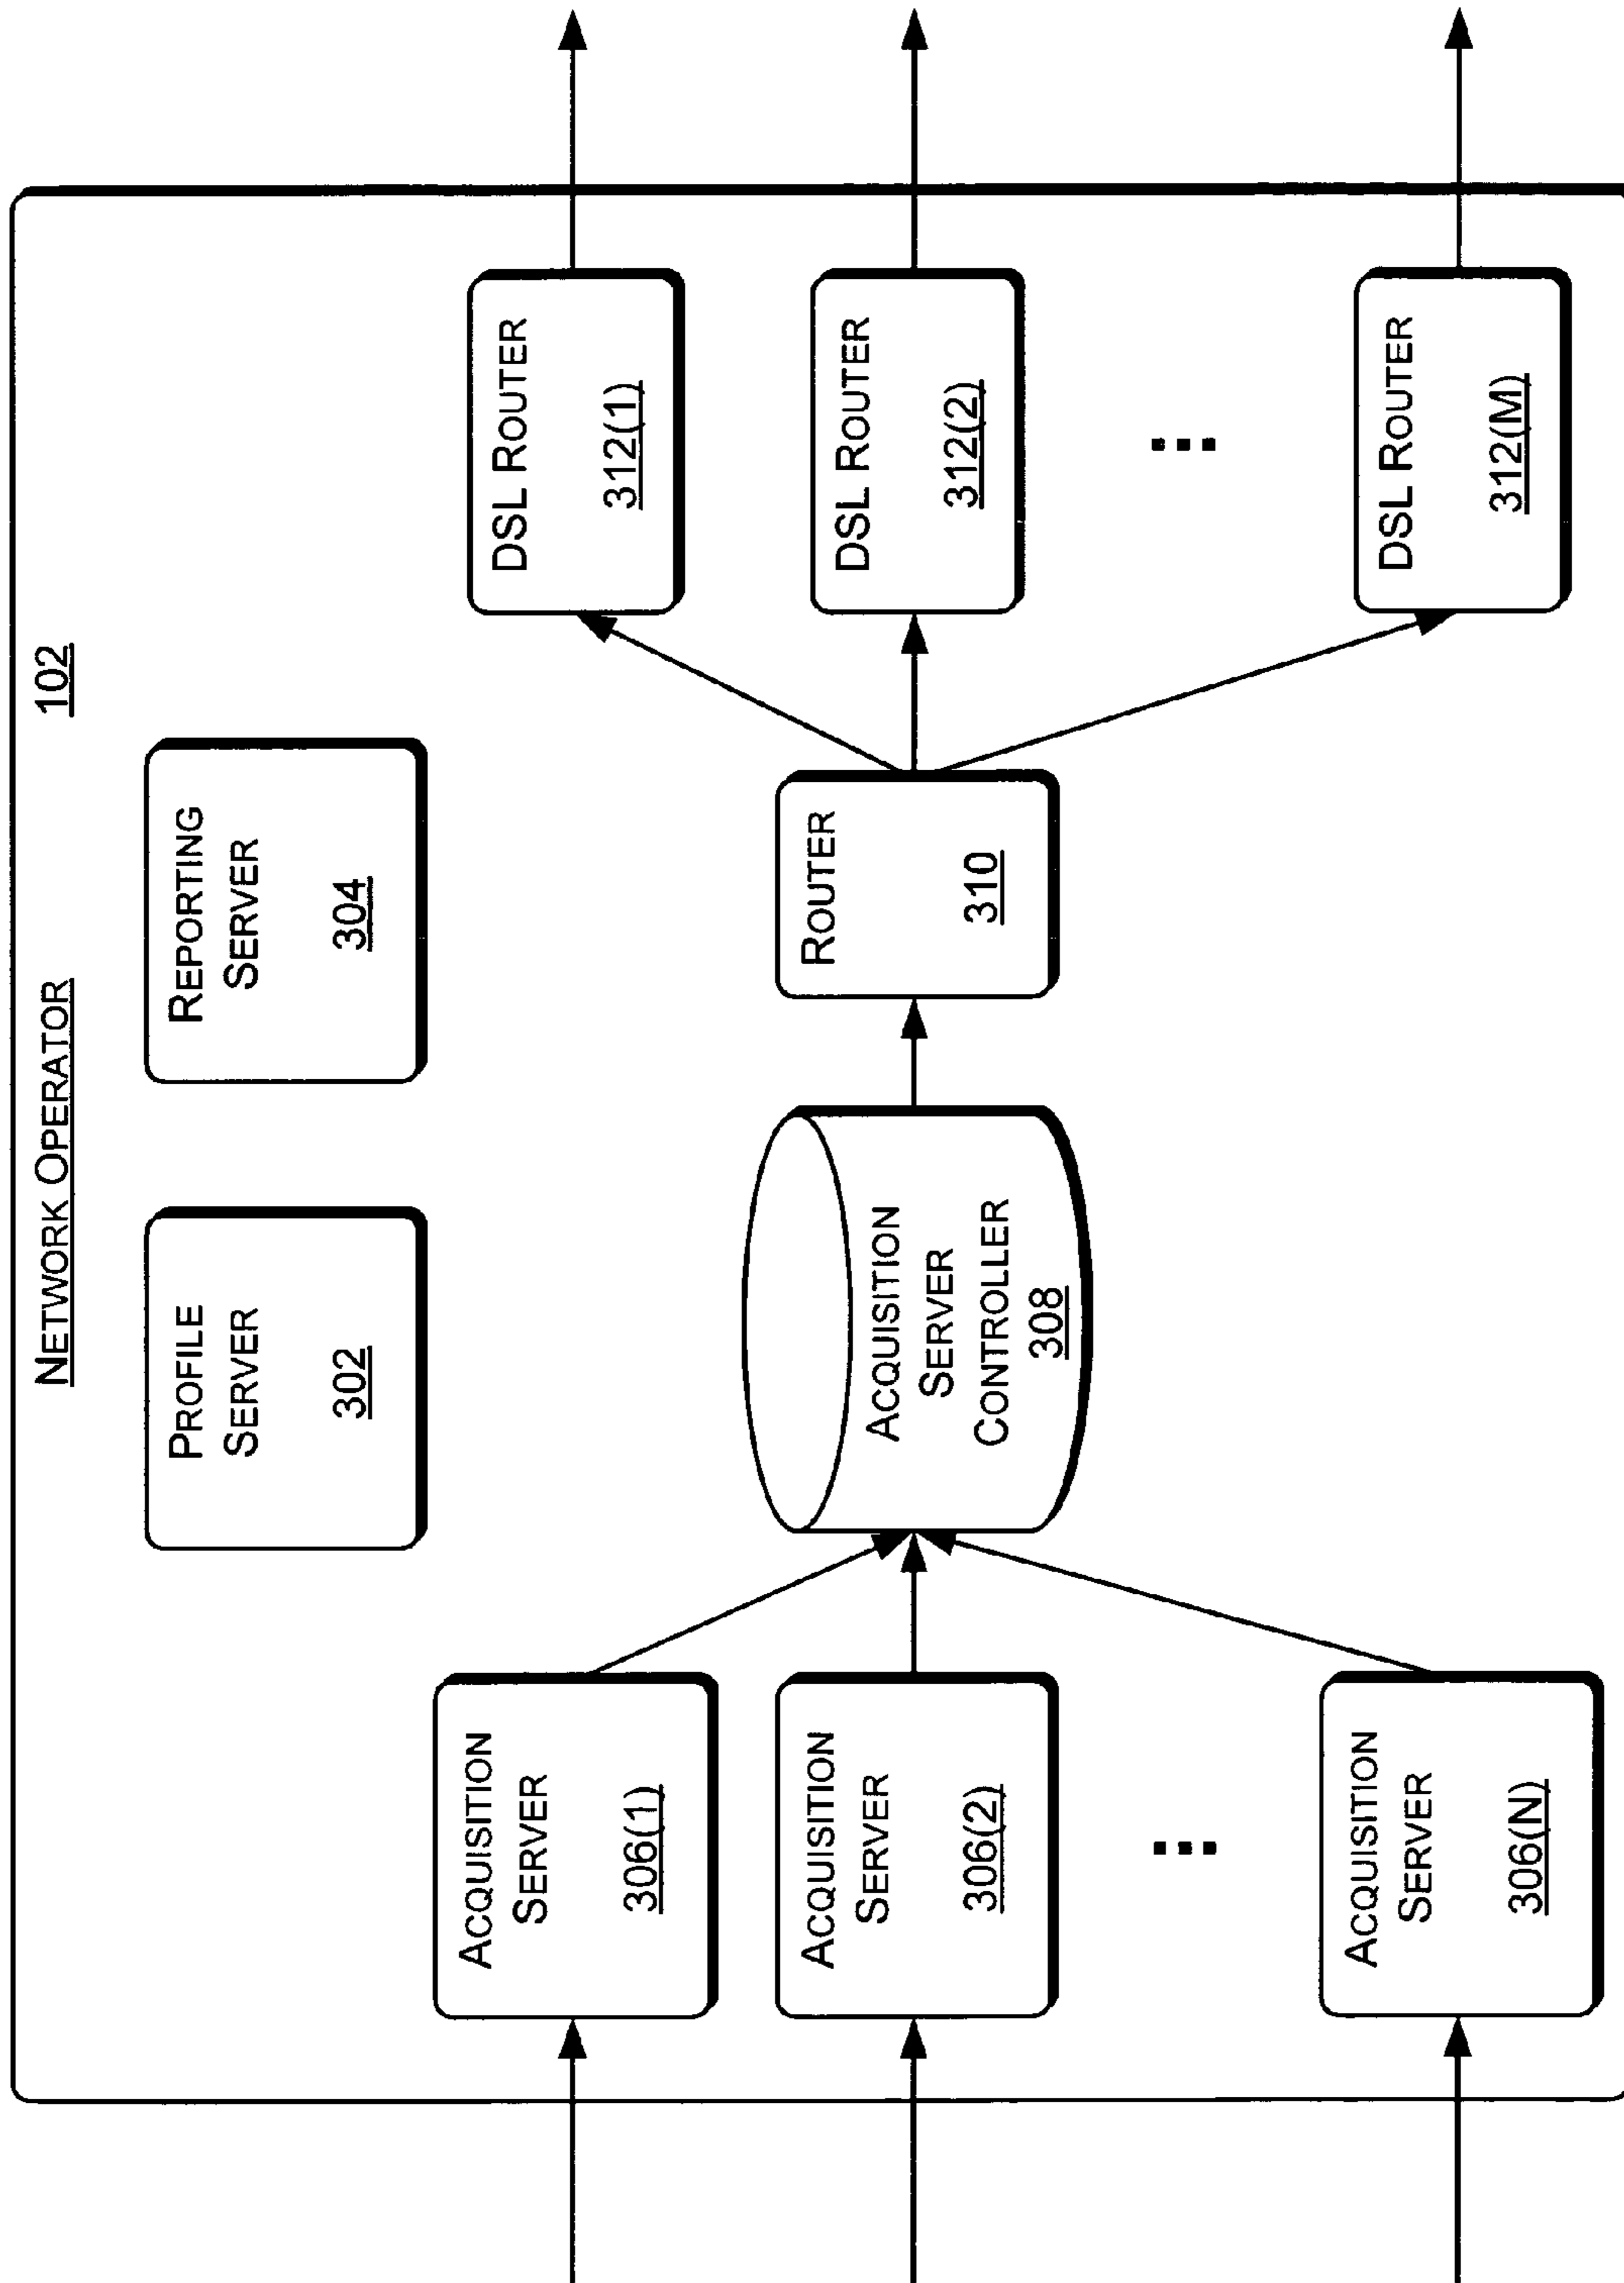 NETWORK OPERATOR 102
PROFILE
SERVER
302
REPORTING
SERVER
304
ACQUISITION
SERVER
306(1)
ACQUISITION
SERVER
306(2)
...
ACQUISITION
SERVER
306(N)
ACQUISITION
SERVER
CONTROLLER
308
ROUTER
310
DSL ROUTER
312(1)
DSL ROUTER
312(2)
...
DSL ROUTER
312(M)